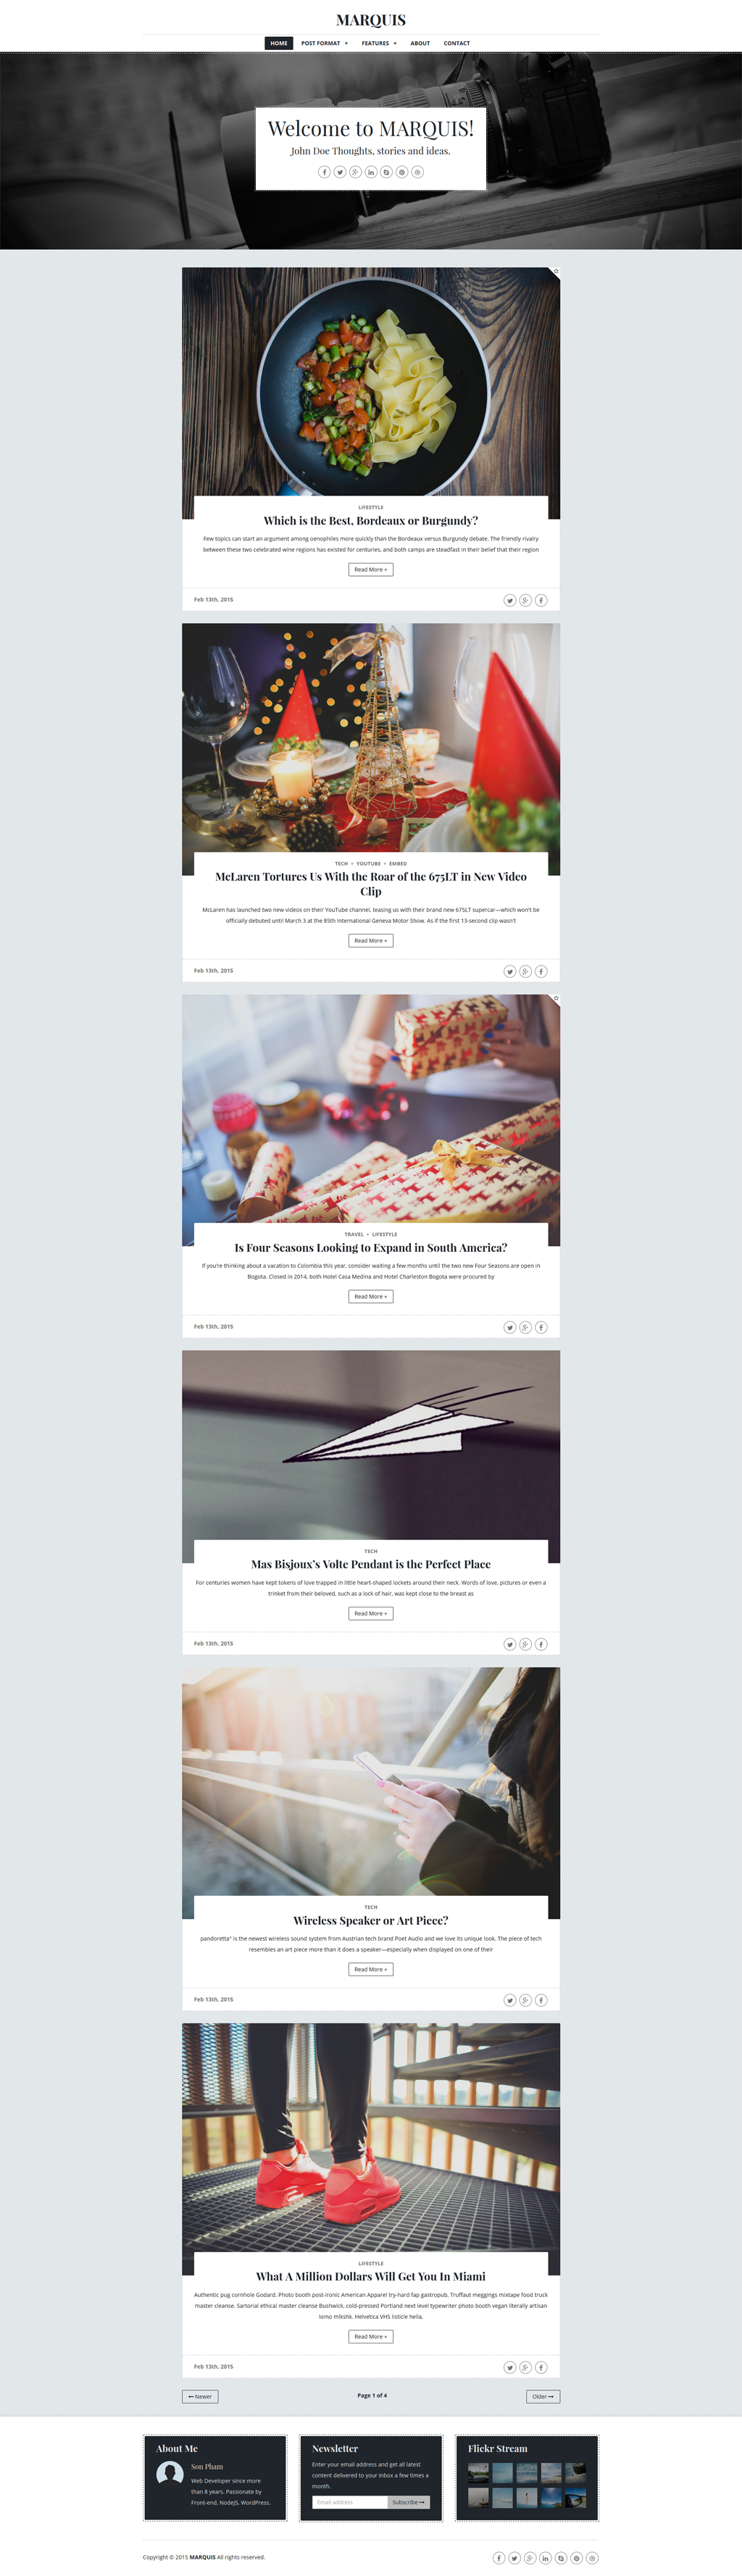 MARQUIS
HOME POST FORMAT + FEATURES + ABOUT CONTACT
Welcome to MARQUIS!
John Doe Thoughts, stories and ideas.
LIFESTYLE
Which is the Best, Bordeaux or Burgundy?
Few topics can start an argument among oenophiles more quickly than the Bordeaux versus Burgundy debate. The friendly rivalry
between these two celebrated wine regions has existed for centuries, and both camps are steadfast in their belief that their region
Read More +
Feb 13th, 2015
TECH + YOUTUBE + EMBED
McLaren Tortures Us With the Roar of the 675LT in New Video
Clip
McLaren has launched two new videos on their YouTube channel, teasing us with their brand new 675LT supercar—which won't be
officially debuted until March 3 at the 85th International Geneva Motor Show. As if the first 13-second clip wasn't
Read More +
Feb 13th, 2015
TRAVEL + LIFESTYLE
Is Four Seasons Looking to Expand in South America?
If you're thinking about a vacation to Colombia this year, consider waiting a few months until the two new Four Seasons are open in
Bogota. Closed in 2014, both Hotel Casa Medina and Hotel Charleston Bogota were procured by
Read More +
Feb 13th, 2015
TECH
Mas Bisjoux's Volte Pendant is the Perfect Place
For centuries women have kept tokens of love trapped in little heart-shaped lockets around their neck. Words of love, pictures or even a
trinket from their beloved, such as a lock of hair, was kept close to the breast as
Read More +
Feb 13th, 2015
TECH
Wireless Speaker or Art Piece?
is the newest wireless sound system from Austrian tech brand Poet Audio and we love its unique look. The piece of tech
resembles an art piece more than it does a speaker—especially when displayed on one of their
Read More +
Feb 13th, 2015
LIFESTYLE
What A Million Dollars Will Get You In Miami
Authentic pug cornhole Godard. Photo booth post-ironic American Apparel try-hard fap gastropub, Truffaut meggings mixtape food truck
master cleanse. Sartorial ethical master cleanse Bushwick, cold-pressed Portland next level typewriter photo booth vegan literally artisan
lomo mlkshk. Helvetica VHS listicle hella,
Read More +
Feb 13th, 2015
Newer Page 1 of 4 Older
About Me
Son Pham
Web Developer since more
than 8 years. Passionate by
Front-end, NodeJS, WordPress.
Newsletter
Enter your email address and get all latest
content delivered to your inbox a few times a
month.
Email address Subscribe
Flickr Stream
Copyright © 2015 MARQUIS All rights reserved.